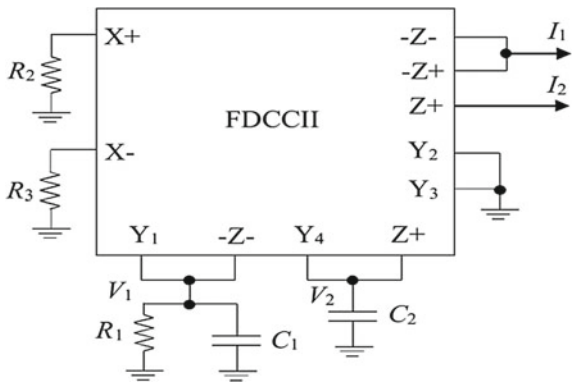 X+
-Z-
I₁
R₂
-Z+
I₂
Z+
FDCCII
X-
Y₂
R₃
Y₃
Y₁
-Z-
Y₄
Z+
V₁
V₂
R₁
C₁
C₂